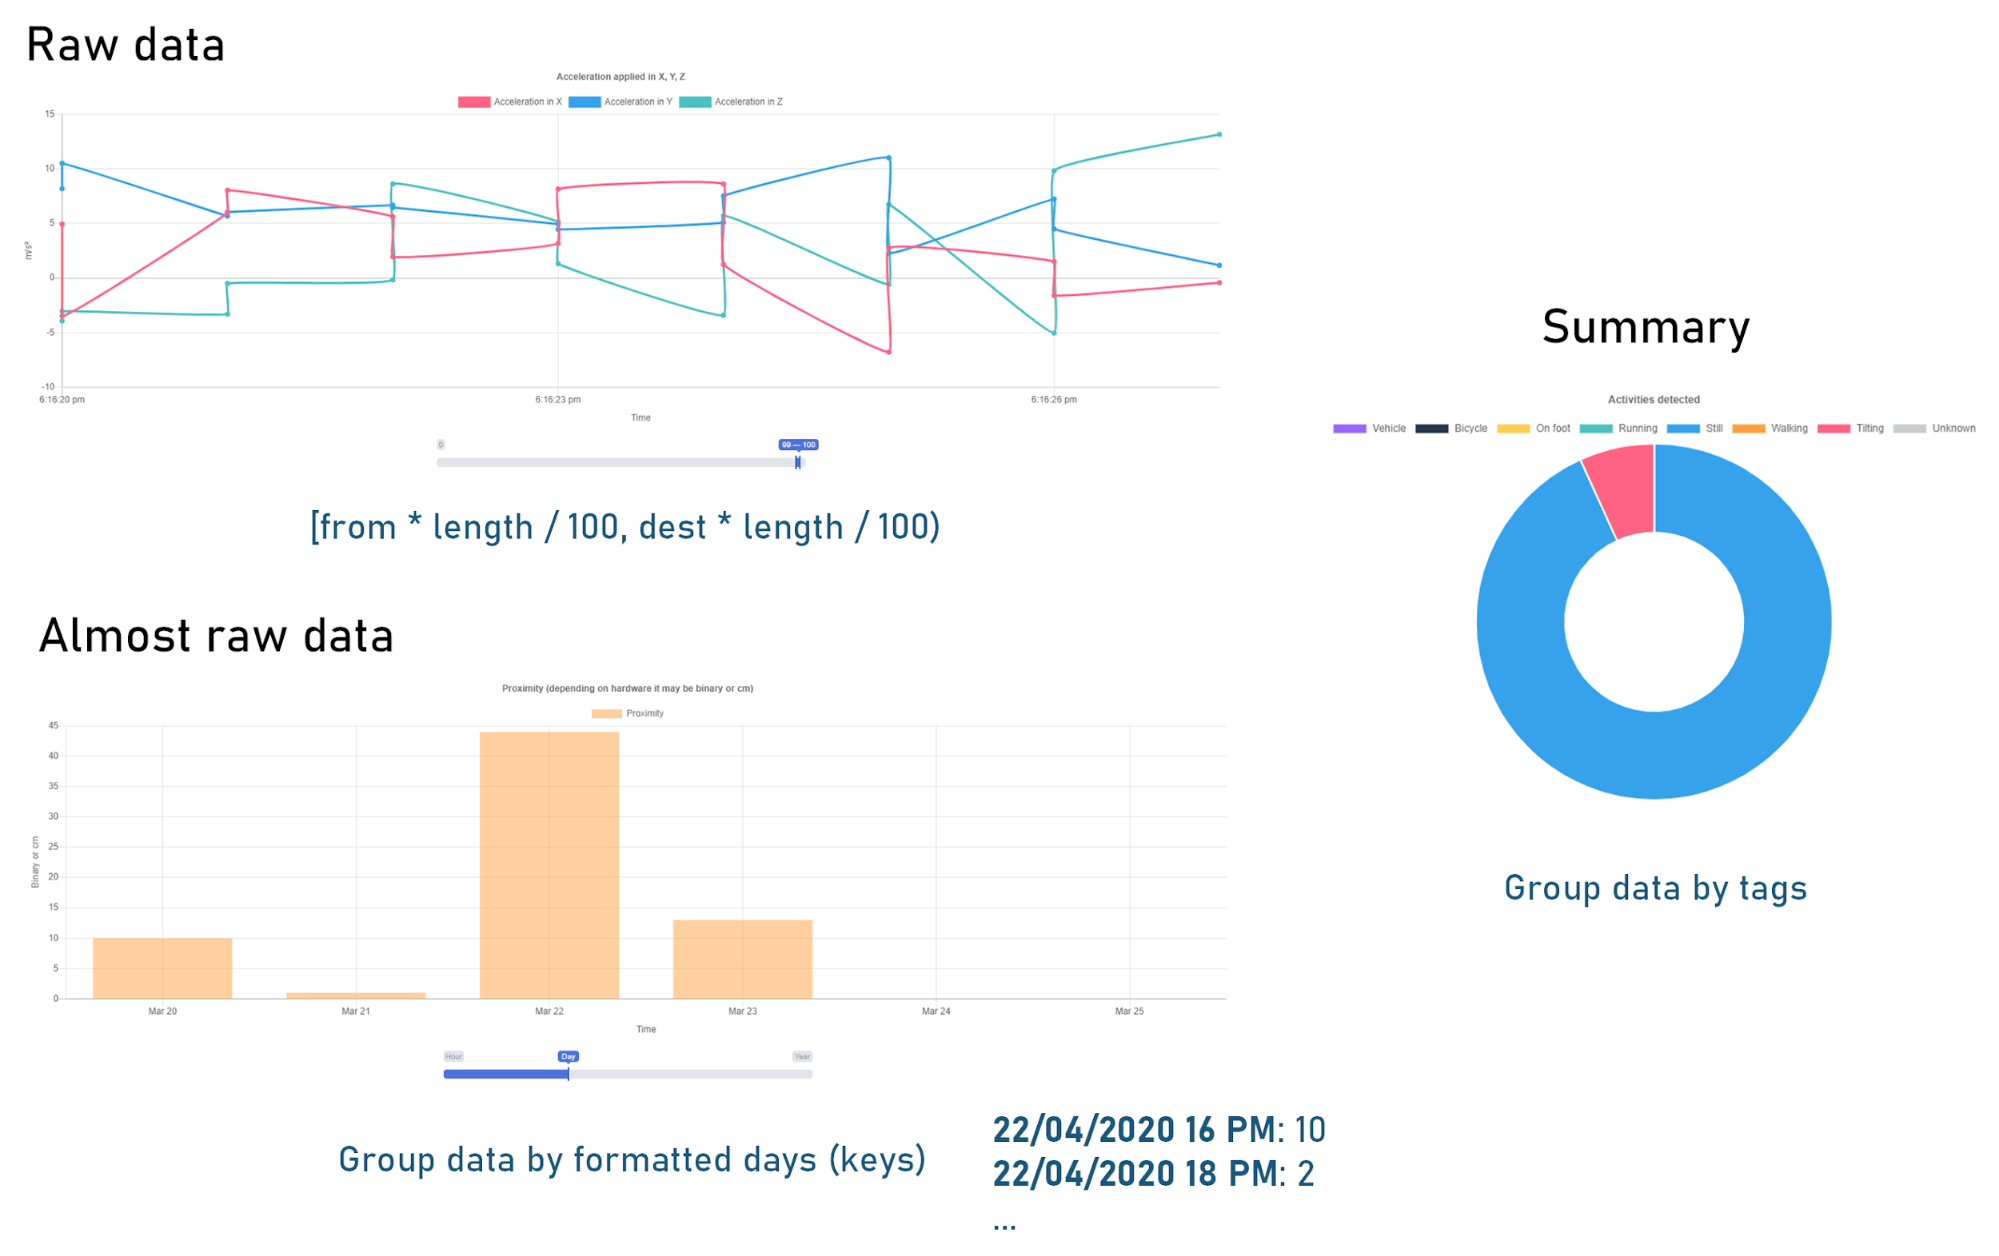 Raw data
Acceleration applied in X, Y, Z
Acceleration in X Acceleration in Y Acceleration in Z
15
10
5
0
-5
-10
m/s²
6:16:20 pm 6:16:23 pm 6:16:26 pm
Time
0 99 — 100
[from * length / 100, dest * length / 100)
Almost raw data
Proximity (depending on hardware it may be binary or cm)
Proximity
45
40
35
30
25
20
15
10
5
0
Binary or cm
Mar 20 Mar 21 Mar 22 Mar 23 Mar 24 Mar 25
Time
Hour Day Year
Group data by formatted days (keys)
22/04/2020 16 PM: 10
22/04/2020 18 PM: 2
...
Summary
Activities detected
Vehicle Bicycle On foot Running Still Walking Tilting Unknown
Group data by tags